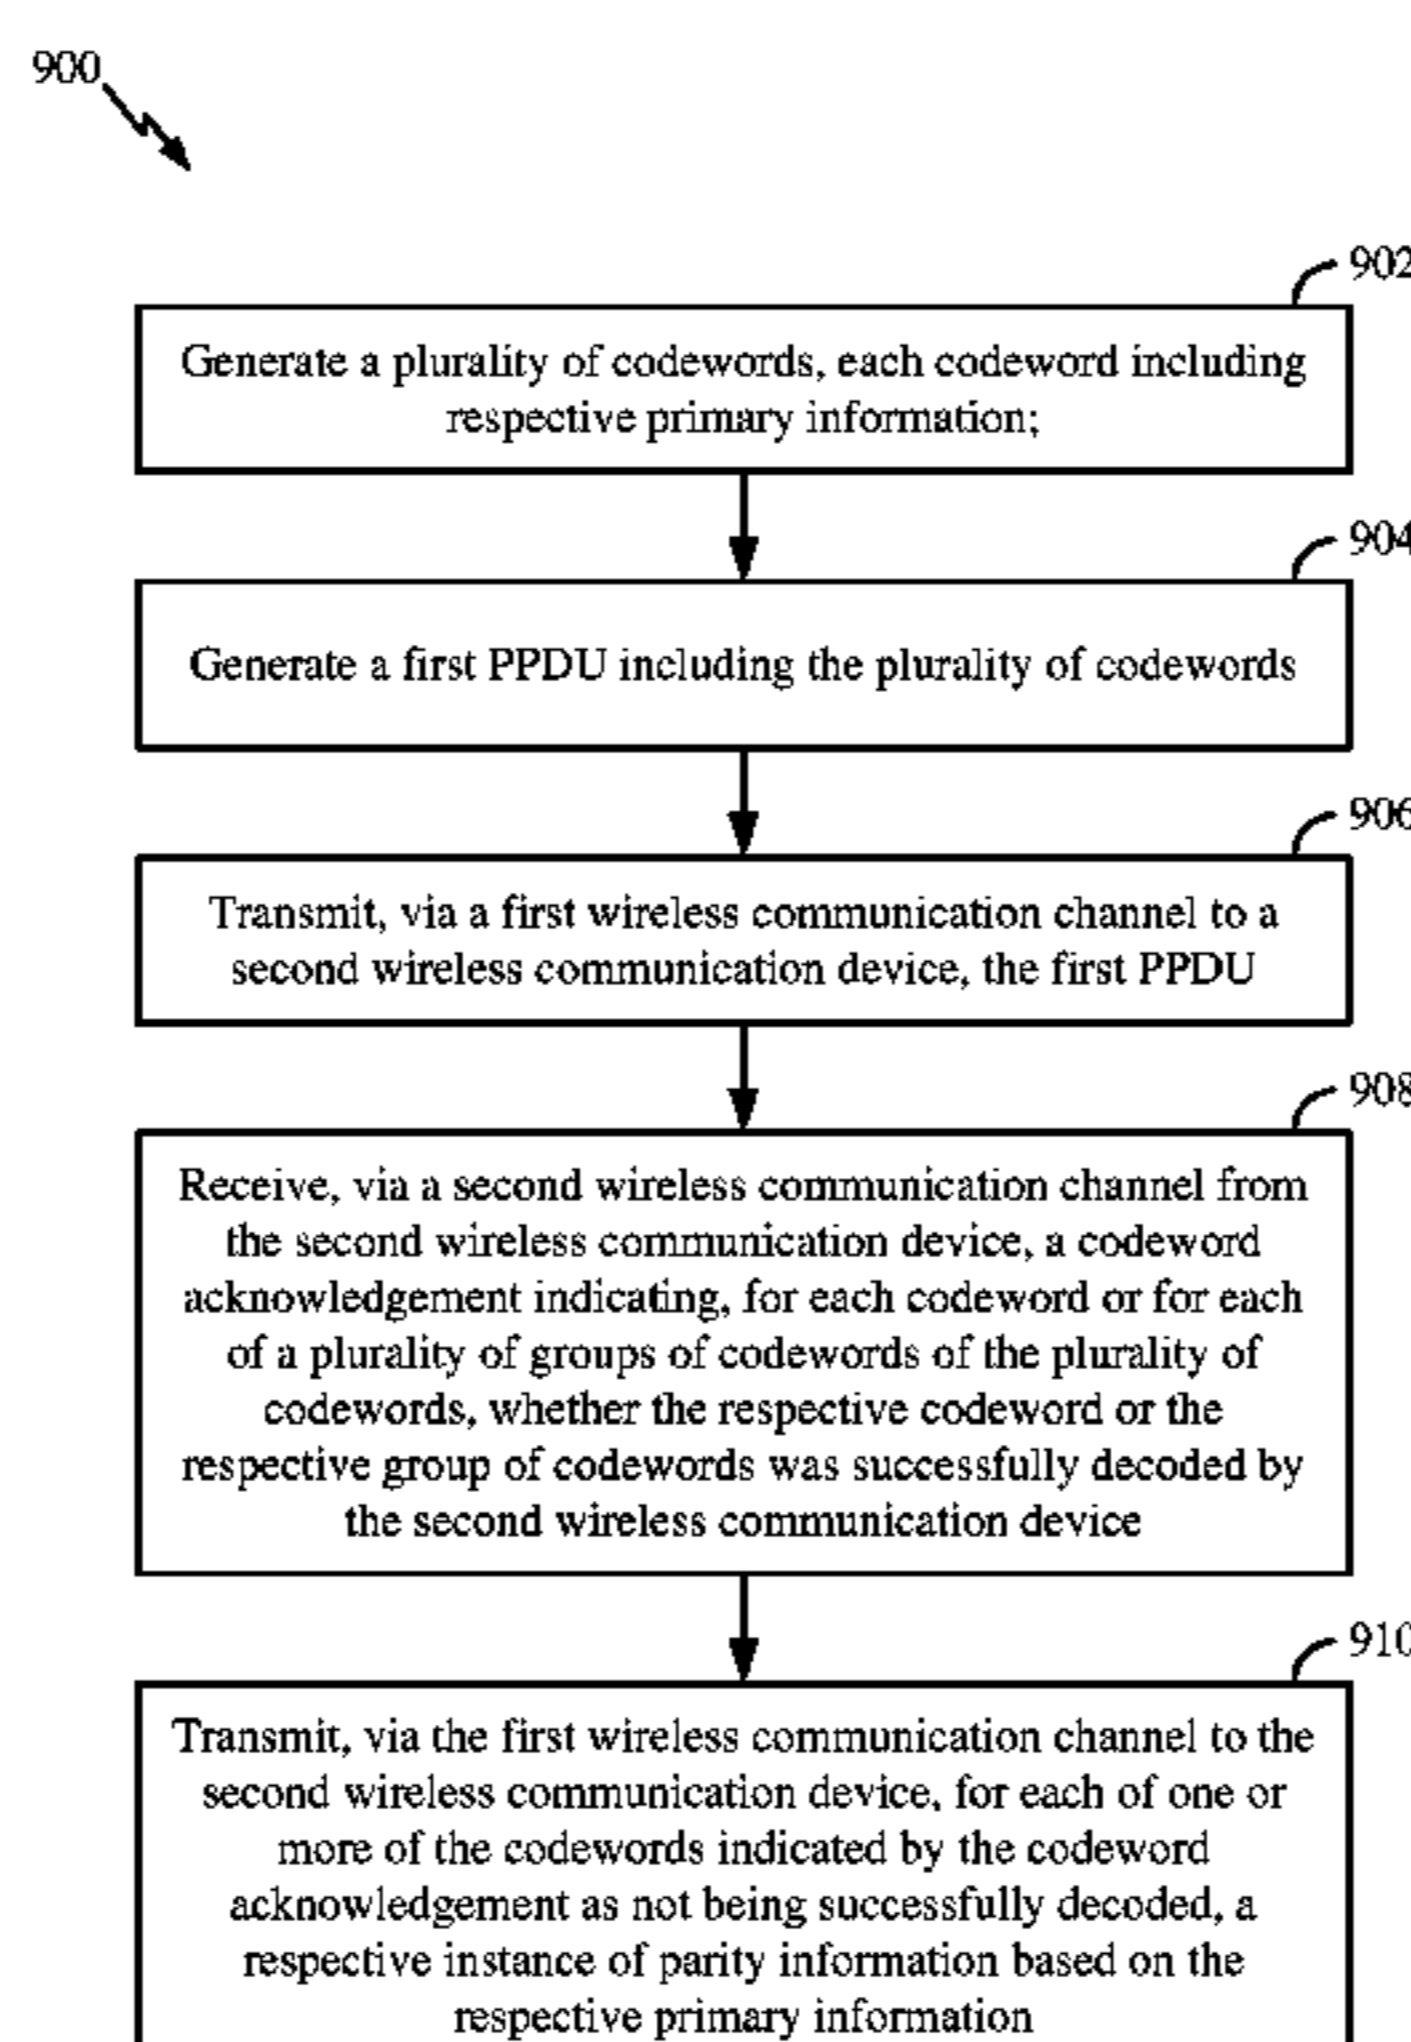 900
902
Generate a plurality of codewords, each codeword including
respective primary information;
904
Generate a first PPDU including the plurality of codewords
906
Transmit, via a first wireless communication channel to a
second wireless communication device, the first PPDU
908
Receive, via a second wireless communication channel from
the second wireless communication device, a codeword
acknowledgement indicating, for each codeword or for each
of a plurality of groups of codewords of the plurality of
codewords, whether the respective codeword or the
respective group of codewords was successfully decoded by
the second wireless communication device
910
Transmit, via the first wireless communication channel to the
second wireless communication device, for each of one or
more of the codewords indicated by the codeword
acknowledgement as not being successfully decoded, a
respective instance of parity information based on the
respective primary information